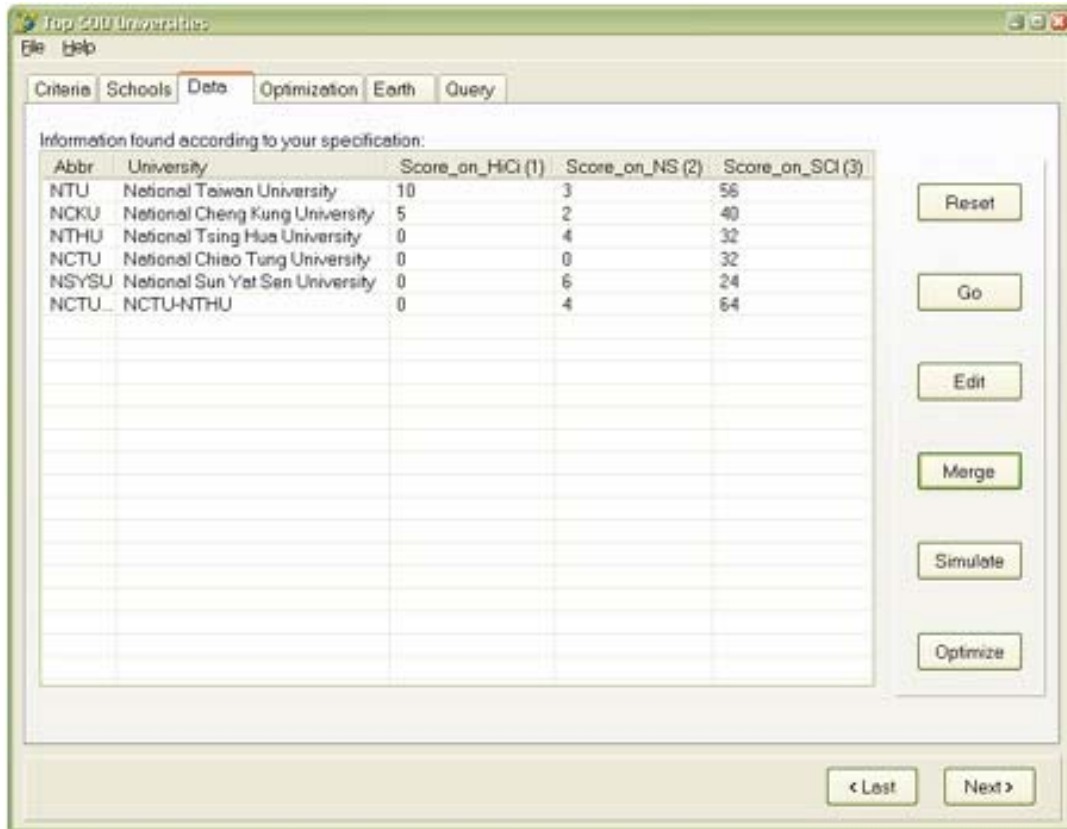 Top 500 Universities
File Help
Criteria Schools Data Optimization Earth Query
Information found according to your specification:
Abbr University Score_on_HiCi (1) Score_on_NS (2) Score_on_SCI (3)
NTU National Taiwan University 10 3 56
NCKU National Cheng Kung University 5 2 40
NTHU National Tsing Hua University 0 4 32
NCTU National Chiao Tung University 0 0 32
NSYSU National Sun Yat Sen University 0 6 24
NCTU... NCTU-NTHU 0 4 64
Reset
Go
Edit
Merge
Simulate
Optimize
< Last Next >